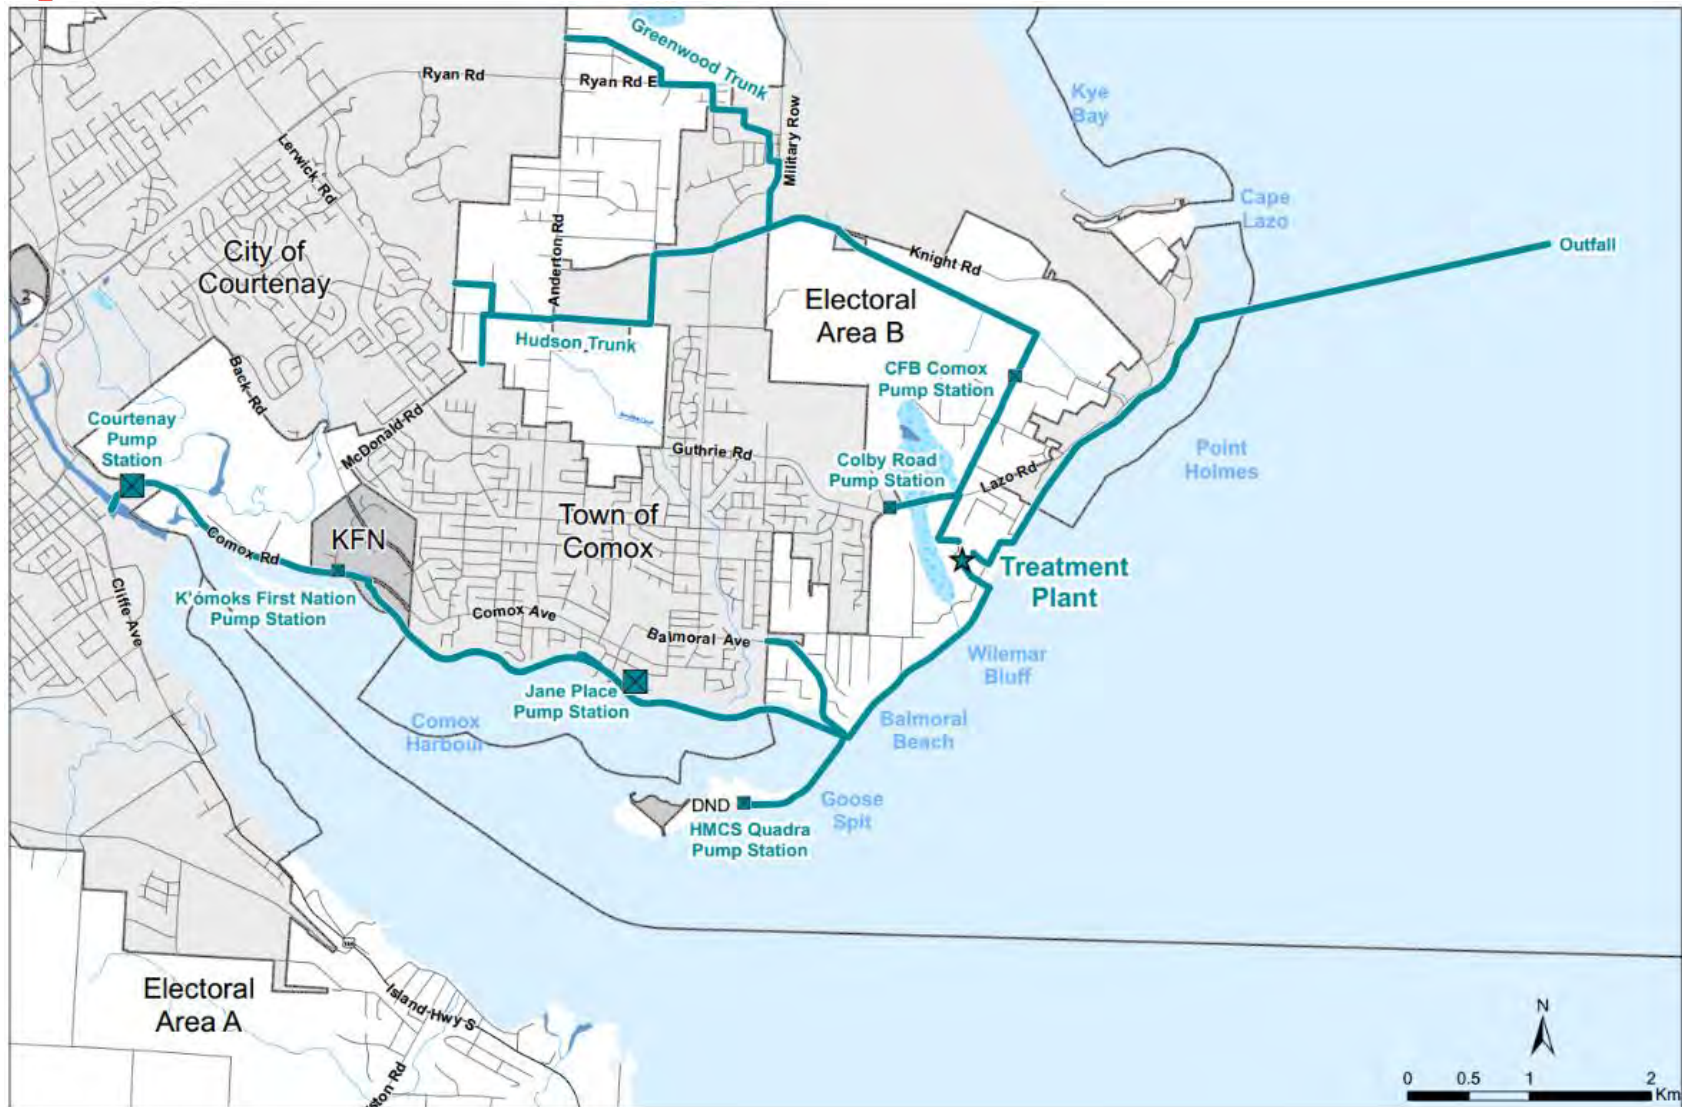 Greenwood Trunk
Ryan Rd
Ryan Rd E
Military Row
Kye
Bay
Lerwick Rd
Cape
Lazo
Outfall
City of
Courtenay
Anderton Rd
Knight Rd
Electoral
Area B
Hudson Trunk
Back Rd
CFB Comox
Pump Station
Courtenay
Pump
Station
McDonald Rd
Guthrie Rd
Colby Road
Pump Station
Lazo Rd
Point
Holmes
Town of
Comox
KFN
Comox Rd
Treatment
Plant
K'ómoks First Nation
Pump Station
Cliffe Ave
Comox Ave
Balmoral Ave
Wilemar
Bluff
Jane Place
Pump Station
Comox
Harbour
Balmoral
Beach
DND
HMCS Quadra
Pump Station
Goose
Spit
Electoral
Area A
Island Hwy S
ston Rd
N
0 0.5 1 2
Km